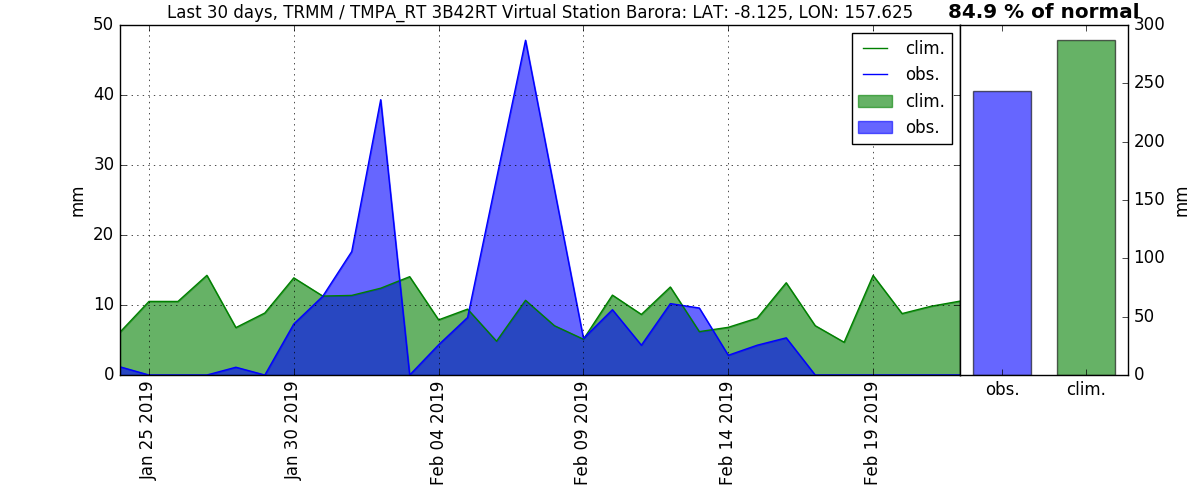 Last 30 days, TRMM / TMPA_RT 3B42RT Virtual Station Barora: LAT: -8.125, LON: 157.625
84.9 % of normal
50
40
30
20
10
0
mm
clim.
obs.
clim.
obs.
300
250
200
150
100
50
0
mm
Jan 25 2019
Jan 30 2019
Feb 04 2019
Feb 09 2019
Feb 14 2019
Feb 19 2019
obs.
clim.